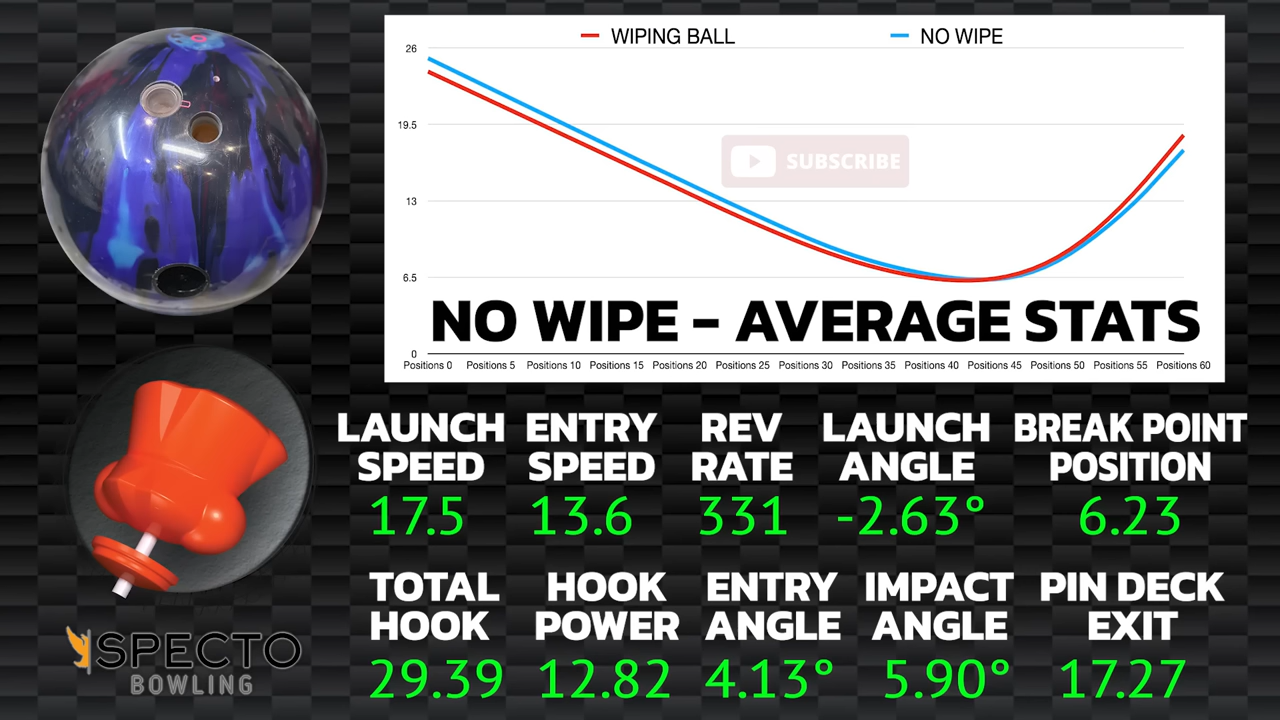 WIPING BALL
NO WIPE
26
19.5
SUBSCRIBE
13
6.5
NO WIPE – AVERAGE STATS
0
Positions 0 Positions 5 Positions 10 Positions 15 Positions 20 Positions 25 Positions 30 Positions 35 Positions 40 Positions 45 Positions 50 Positions 55 Positions 60
LAUNCH SPEED
17.5
ENTRY SPEED
13.6
REV RATE
331
LAUNCH ANGLE
-2.63°
BREAK POINT POSITION
6.23
TOTAL HOOK
29.39
HOOK POWER
12.82
ENTRY ANGLE
4.13°
IMPACT ANGLE
5.90°
PIN DECK EXIT
17.27
SPECTO
BOWLING